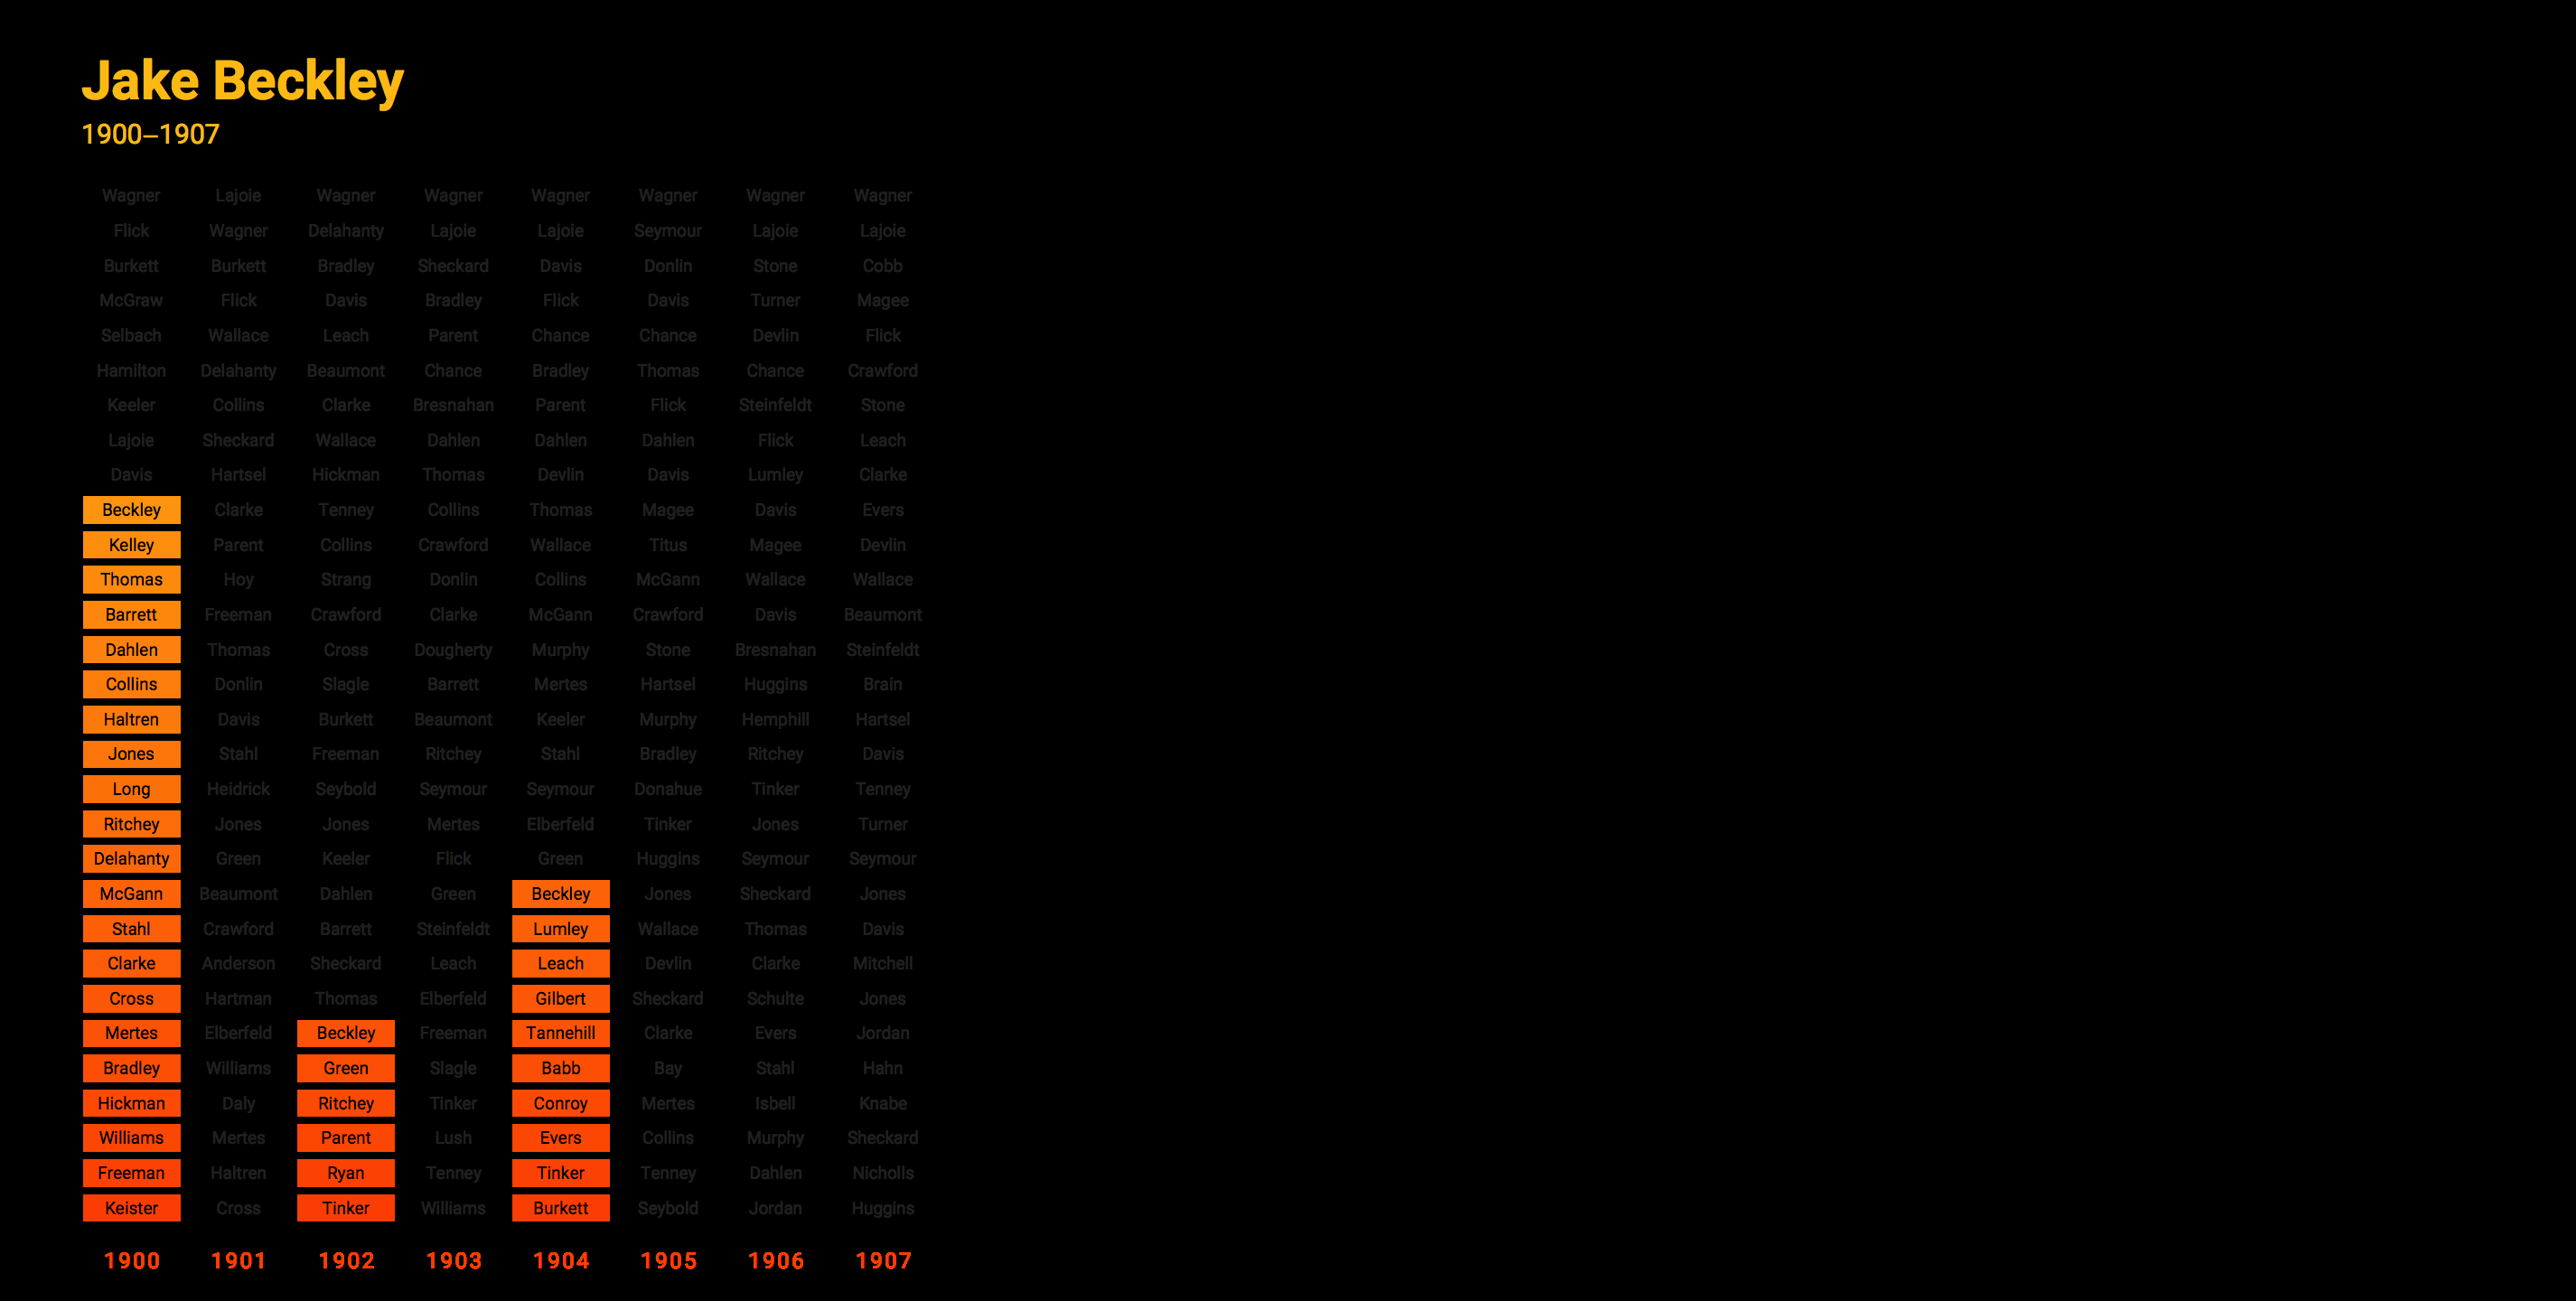 Jake Beckley
1900–1907
Wagner Lajoie Wagner Wagner Wagner Wagner Wagner Wagner
Flick Wagner Delahanty Lajoie Lajoie Seymour Lajoie Lajoie
Burkett Burkett Bradley Sheckard Davis Donlin Stone Cobb
McGraw Flick Davis Bradley Flick Davis Turner Magee
Selbach Wallace Leach Parent Chance Chance Devlin Flick
Hamilton Delahanty Beaumont Chance Bradley Thomas Chance Crawford
Keeler Collins Clarke Bresnahan Parent Flick Steinfeldt Stone
Lajoie Sheckard Wallace Dahlen Dahlen Dahlen Flick Leach
Davis Hartsel Hickman Thomas Devlin Davis Lumley Clarke
Beckley Clarke Tenney Collins Thomas Magee Davis Evers
Kelley Parent Collins Crawford Wallace Titus Magee Devlin
Thomas Hoy Strang Donlin Collins McGann Wallace Wallace
Barrett Freeman Crawford Clarke McGann Crawford Davis Beaumont
Dahlen Thomas Cross Dougherty Murphy Stone Bresnahan Steinfeldt
Collins Donlin Slagle Barrett Mertes Hartsel Huggins Brain
Haltren Davis Burkett Beaumont Keeler Murphy Hemphill Hartsel
Jones Stahl Freeman Ritchey Stahl Bradley Ritchey Davis
Long Heidrick Seybold Seymour Seymour Donahue Tinker Tenney
Ritchey Jones Jones Mertes Elberfeld Tinker Jones Turner
Delahanty Green Keeler Flick Green Huggins Seymour Seymour
McGann Beaumont Dahlen Green Beckley Jones Sheckard Jones
Stahl Crawford Barrett Steinfeldt Lumley Wallace Thomas Davis
Clarke Anderson Sheckard Leach Leach Devlin Clarke Mitchell
Cross Hartman Thomas Elberfeld Gilbert Sheckard Schulte Jones
Mertes Elberfeld Beckley Freeman Tannehill Clarke Evers Jordan
Bradley Williams Green Slagle Babb Bay Stahl Hahn
Hickman Daly Ritchey Tinker Conroy Mertes Isbell Knabe
Williams Mertes Parent Lush Evers Collins Murphy Sheckard
Freeman Haltren Ryan Tenney Tinker Tenney Dahlen Nicholls
Keister Cross Tinker Williams Burkett Seybold Jordan Huggins
1900 1901 1902 1903 1904 1905 1906 1907